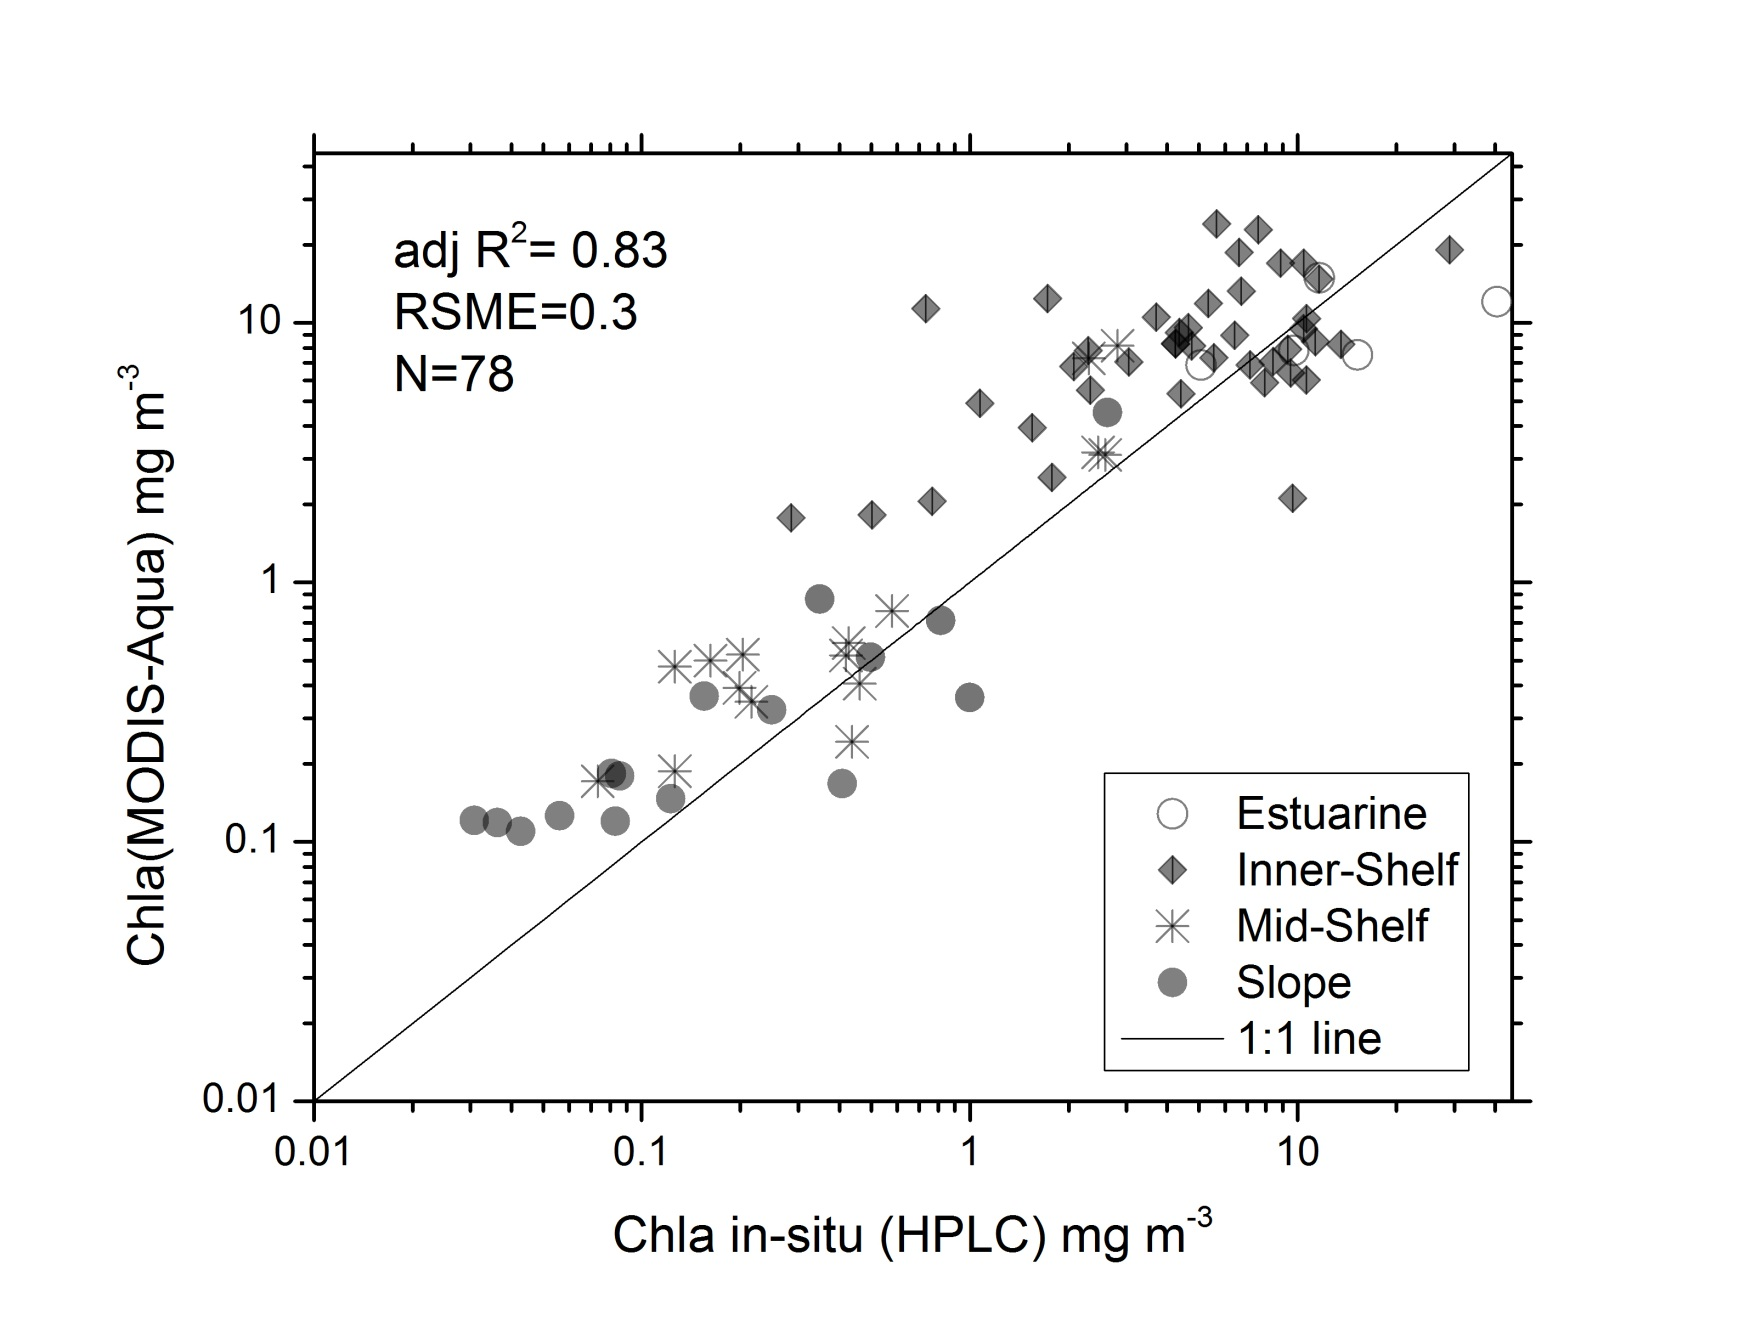 adj R²= 0.83
RSME=0.3
N=78
Chla(MODIS-Aqua) mg m⁻³
10
1
0.1
0.01
0.01
0.1
1
10
Chla in-situ (HPLC) mg m⁻³
Estuarine
Inner-Shelf
Mid-Shelf
Slope
1:1 line